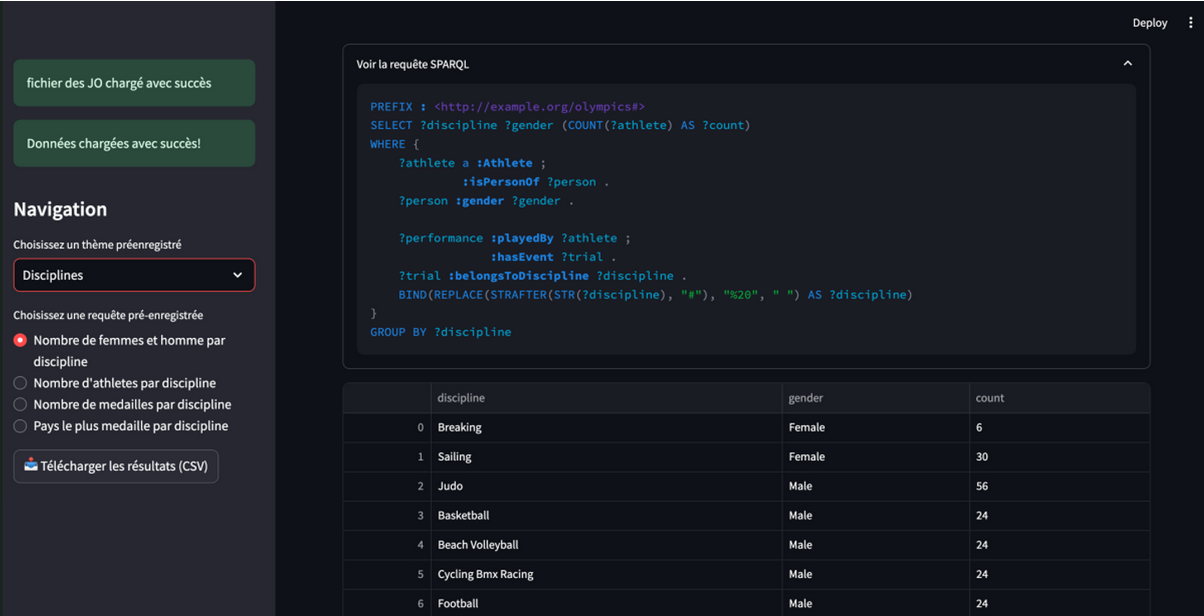 Deploy
fichier des JO chargé avec succès
Données chargées avec succès!
Navigation
Choisissez un thème préenregistré
Disciplines
Choisissez une requête pré-enregistrée
Nombre de femmes et homme par
discipline
Nombre d'athletes par discipline
Nombre de medailles par discipline
Pays le plus medaille par discipline
Télécharger les résultats (CSV)
Voir la requête SPARQL
PREFIX : <http://example.org/olympics#>
SELECT ?discipline ?gender (COUNT(?athlete) AS ?count)
WHERE {
?athlete a :Athlete ;
:isPersonOf ?person .
?person :gender ?gender .
?performance :playedBy ?athlete ;
:hasEvent ?trial .
?trial :belongsToDiscipline ?discipline .
BIND(REPLACE(STRAFTER(STR(?discipline), "#"), "%20", " ") AS ?discipline)
}
GROUP BY ?discipline
discipline gender count
0 Breaking Female 6
1 Sailing Female 30
2 Judo Male 56
3 Basketball Male 24
4 Beach Volleyball Male 24
5 Cycling Bmx Racing Male 24
6 Football Male 24